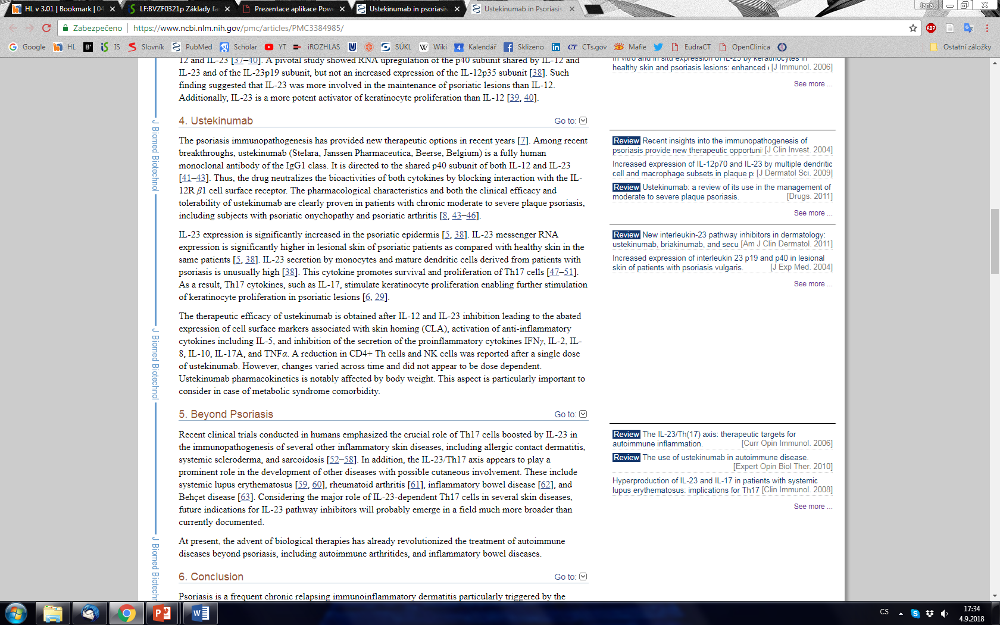 HL v 3.01 | Bookmark | 04
LF:BVZF0321p Základy fa
Prezentace aplikace Powe
Ustekinumab in psoriasis
Ustekinumab in Psoriasis
Jana
Zabezpečeno | https://www.ncbi.nlm.nih.gov/pmc/articles/PMC3384985/
ABP
Google HL B' IS Slovník PubMed Scholar YT iROZHLAS SÚKL Wiki Kalendář Sklizeno CTs.gov Mafie EudraCT OpenClinica Ostatní záložky
12 and IL-23 [37–40]. A pivotal study showed RNA upregulation of the p40 subunit shared by IL-12 and
IL-23 and of the IL-23p19 subunit, but not an increased expression of the IL-12p35 subunit [38]. Such
finding suggested that IL-23 was more involved in the maintenance of psoriatic lesions than IL-12.
Additionally, IL-23 is a more potent activator of keratinocyte proliferation than IL-12 [39, 40].
In vitro and in situ expression of IL-23 by keratinocytes in
healthy skin and psoriasis lesions: enhanced [J Immunol. 2006]
See more ...
J Biomed Biotechnol
4. Ustekinumab
Go to:
The psoriasis immunopathogenesis has provided new therapeutic options in recent years [7]. Among recent
breakthroughs, ustekinumab (Stelara, Janssen Pharmaceutica, Beerse, Belgium) is a fully human
monoclonal antibody of the IgG1 class. It is directed to the shared p40 subunit of both IL-12 and IL-23
[41–43]. Thus, the drug neutralizes the bioactivities of both cytokines by blocking interaction with the IL-
12R β1 cell surface receptor. The pharmacological characteristics and both the clinical efficacy and
tolerability of ustekinumab are clearly proven in patients with chronic moderate to severe plaque psoriasis,
including subjects with psoriatic onychopathy and psoriatic arthritis [8, 43–46].
IL-23 expression is significantly increased in the psoriatic epidermis [5, 38]. IL-23 messenger RNA
expression is significantly higher in lesional skin of psoriatic patients as compared with healthy skin in the
same patients [5, 38]. IL-23 secretion by monocytes and mature dendritic cells derived from patients with
psoriasis is unusually high [38]. This cytokine promotes survival and proliferation of Th17 cells [47–51].
As a result, Th17 cytokines, such as IL-17, stimulate keratinocyte proliferation enabling further stimulation
of keratinocyte proliferation in psoriatic lesions [6, 29].
The therapeutic efficacy of ustekinumab is obtained after IL-12 and IL-23 inhibition leading to the abated
expression of cell surface markers associated with skin homing (CLA), activation of anti-inflammatory
cytokines including IL-5, and inhibition of the secretion of the proinflammatory cytokines IFNγ, IL-2, IL-
8, IL-10, IL-17A, and TNFα. A reduction in CD4+ Th cells and NK cells was reported after a single dose
of ustekinumab. However, changes varied across time and did not appear to be dose dependent.
Ustekinumab pharmacokinetics is notably affected by body weight. This aspect is particularly important to
consider in case of metabolic syndrome comorbidity.
Review Recent insights into the immunopathogenesis of
psoriasis provide new therapeutic opportuni [J Clin Invest. 2004]
Increased expression of IL-12p70 and IL-23 by multiple dendritic
cell and macrophage subsets in plaque p: [J Dermatol Sci. 2009]
Review Ustekinumab: a review of its use in the management of
moderate to severe plaque psoriasis. [Drugs. 2011]
See more ...
Review New interleukin-23 pathway inhibitors in dermatology:
ustekinumab, briakinumab, and secu [Am J Clin Dermatol. 2011]
Increased expression of interleukin 23 p19 and p40 in lesional
skin of patients with psoriasis vulgaris. [J Exp Med. 2004]
See more ...
J Biomed Biotechnol
5. Beyond Psoriasis
Go to:
Recent clinical trials conducted in humans emphasized the crucial role of Th17 cells boosted by IL-23 in
the immunopathogenesis of several other inflammatory skin diseases, including allergic contact dermatitis,
systemic scleroderma, and sarcoidosis [52–58]. In addition, the IL-23/Th17 axis appears to play a
prominent role in the development of other diseases with possible cutaneous involvement. These include
systemic lupus erythematosus [59, 60], rheumatoid arthritis [61], inflammatory bowel disease [62], and
Behçet disease [63]. Considering the major role of IL-23-dependent Th17 cells in several skin diseases,
future indications for IL-23 pathway inhibitors will probably emerge in a field much more broader than
currently documented.
At present, the advent of biological therapies has already revolutionized the treatment of autoimmune
diseases beyond psoriasis, including autoimmune arthritides, and inflammatory bowel diseases.
Review The IL-23/Th(17) axis: therapeutic targets for
autoimmune inflammation. [Curr Opin Immunol. 2006]
Review The use of ustekinumab in autoimmune disease.
[Expert Opin Biol Ther. 2010]
Hyperproduction of IL-23 and IL-17 in patients with systemic
lupus erythematosus: implications for Th17 [Clin Immunol. 2008]
See more ...
J Biomed Biotechn
6. Conclusion
Go to:
Psoriasis is a frequent chronic relapsing immunoinflammatory dermatitis particularly triggered by the
CS
17:34
4.9.2018